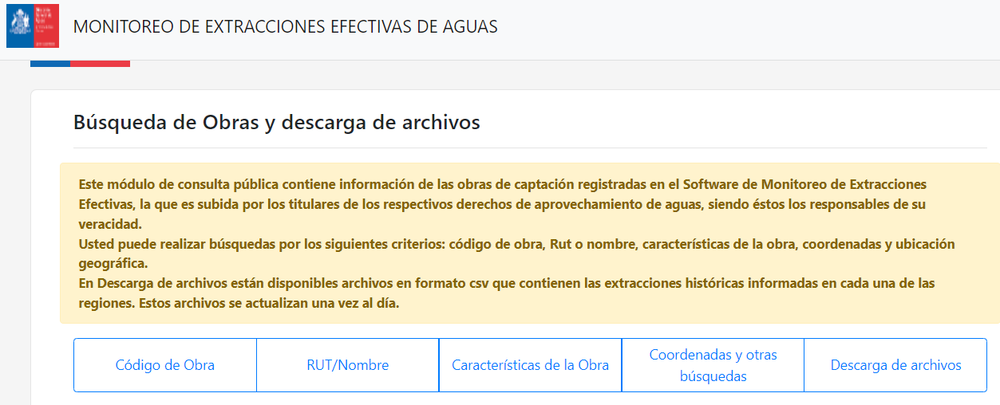 MONITOREO DE EXTRACCIONES EFECTIVAS DE AGUAS
Búsqueda de Obras y descarga de archivos
Este módulo de consulta pública contiene información de las obras de captación registradas en el Software de Monitoreo de Extracciones
Efectivas, la que es subida por los titulares de los respectivos derechos de aprovechamiento de aguas, siendo éstos los responsables de su
veracidad.
Usted puede realizar búsquedas por los siguientes criterios: código de obra, Rut o nombre, características de la obra, coordenadas y ubicación
geográfica.
En Descarga de archivos están disponibles archivos en formato csv que contienen las extracciones históricas informadas en cada una de las
regiones. Estos archivos se actualizan una vez al día.
Código de Obra
RUT/Nombre
Características de la Obra
Coordenadas y otras
búsquedas
Descarga de archivos